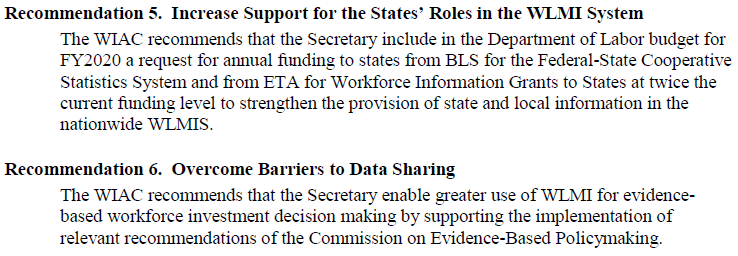 Recommendation 5.  Increase Support for the States’ Roles in the WLMI System
The WIAC recommends that the Secretary include in the Department of Labor budget for
FY2020 a request for annual funding to states from BLS for the Federal-State Cooperative
Statistics System and from ETA for Workforce Information Grants to States at twice the
current funding level to strengthen the provision of state and local information in the
nationwide WLMIS.
Recommendation 6.  Overcome Barriers to Data Sharing
The WIAC recommends that the Secretary enable greater use of WLMI for evidence-
based workforce investment decision making by supporting the implementation of
relevant recommendations of the Commission on Evidence-Based Policymaking.